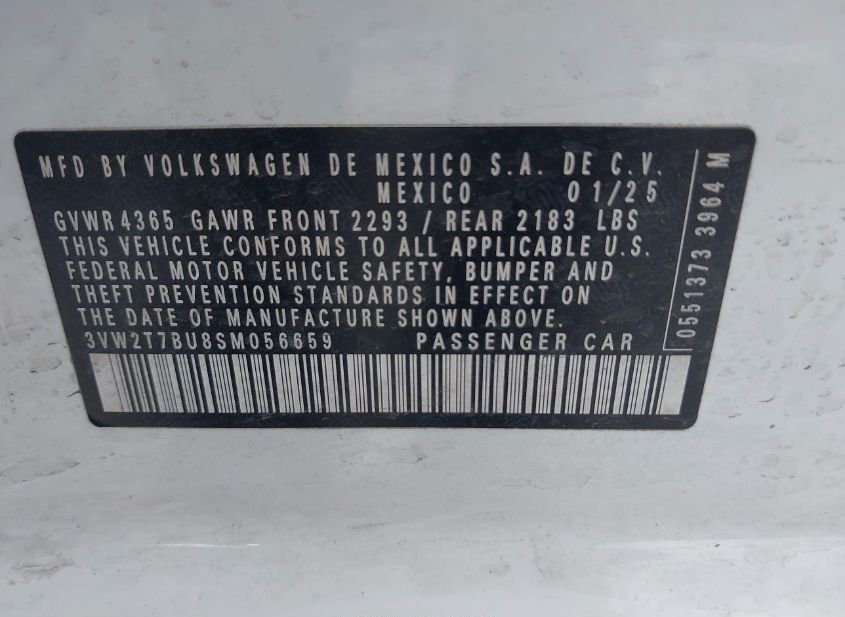 MFD BY VOLKSWAGEN DE MEXICO S.A. DE C.V.
MEXICO 01/25
GVWR 4365 GAWR FRONT 2293 / REAR 2183 LBS
THIS VEHICLE CONFORMS TO ALL APPLICABLE U.S.
FEDERAL MOTOR VEHICLE SAFETY, BUMPER AND
THEFT PREVENTION STANDARDS IN EFFECT ON
THE DATE OF MANUFACTURE SHOWN ABOVE.
3VW2T7BU8SM056659 PASSENGER CAR
0551373 3964 M